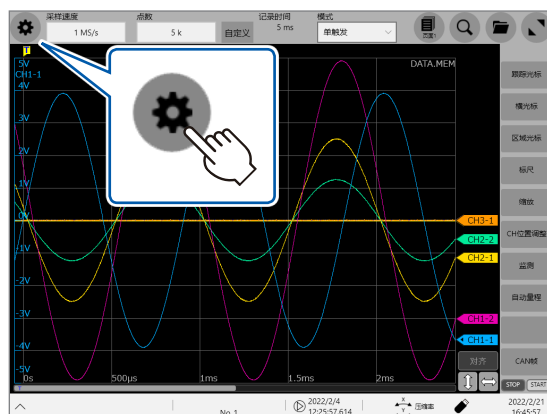 采样速度
点数
记录时间
模式
1 MS/s
5 k
自定义
5 ms
单触发
页面1
T
DATA.MEM
5V
CH1-1
4V
3V
2V
1V
0V
-1V
-2V
-3V
-4V
-5V
0s
500μs
1ms
1.5ms
2ms
CH3-1
CH2-2
CH2-1
CH1-2
CH1-1
对齐
跟踪光标
横光标
区域光标
标尺
缩放
CH位置调整
监测
自动量程
CAN帧
STOP
START
No.1
2022/2/4
12:25:57.614
X
Y
压缩率
2022/2/21
16:45:57